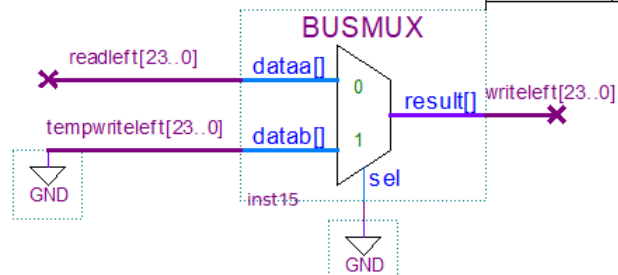 BUSMUX
readleft[23..0]
dataa[]
0
result[]
writeleft[23..0]
tempwriteleft[23..0]
datab[]
1
sel
GND
inst15
GND